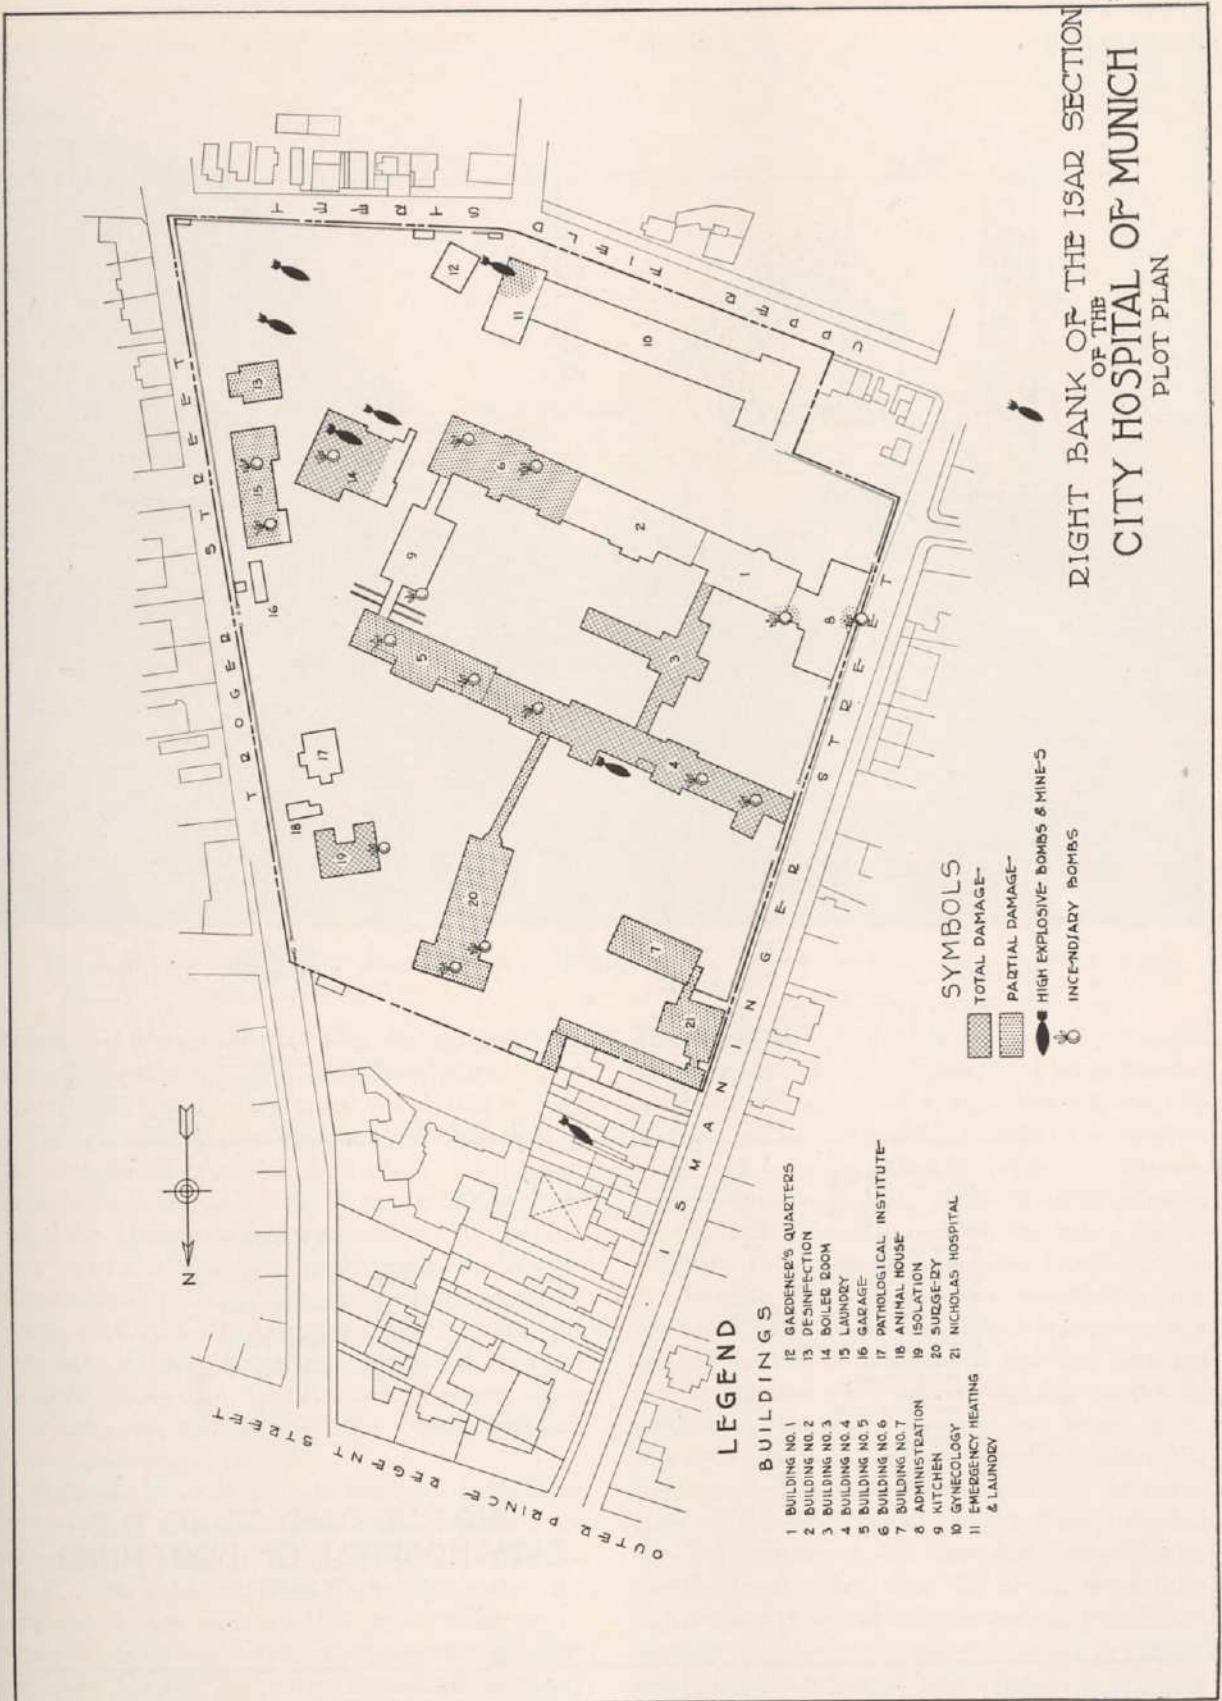 RIGHT BANK OF THE ISAR SECTION
OF THE
CITY HOSPITAL OF MUNICH
PLOT PLAN
N
TROGER STREET
UPPER FIELD STREET
ISMANINGER STREET
OUTER PRINCE REGENT STREET
1
2
3
4
5
6
7
8
9
10
11
12
13
14
15
16
17
18
19
20
21
SYMBOLS
TOTAL DAMAGE
PARTIAL DAMAGE
HIGH EXPLOSIVE BOMBS & MINES
INCENDIARY BOMBS
LEGEND
BUILDINGS
1 BUILDING NO. 1
2 BUILDING NO. 2
3 BUILDING NO. 3
4 BUILDING NO. 4
5 BUILDING NO. 5
6 BUILDING NO. 6
7 BUILDING NO. 7
8 ADMINISTRATION
9 KITCHEN
10 GYNECOLOGY
11 EMERGENCY HEATING
& LAUNDRY
12 GARDENER'S QUARTERS
13 DESINFECTION
14 BOILER ROOM
15 LAUNDRY
16 GARAGE
17 PATHOLOGICAL INSTITUTE
18 ANIMAL HOUSE
19 ISOLATION
20 SURGERY
21 NICHOLAS HOSPITAL